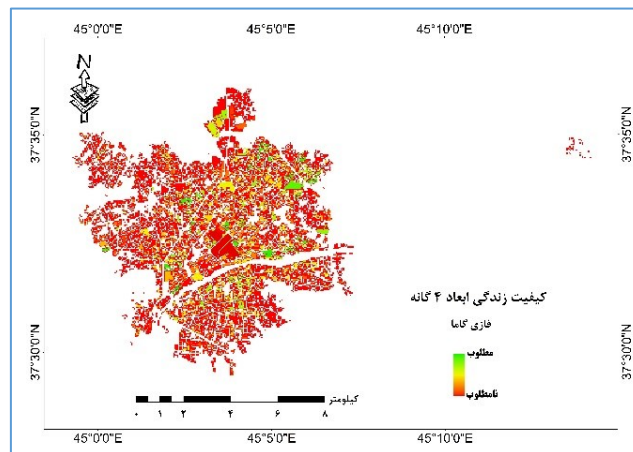 45°0'0"E 45°5'0"E 45°10'0"E
N
37°35'0"N 37°35'0"N
کیفیت زندگی ابعاد ۴ گانه
فازی گاما
مطلوب
نامطلوب
37°30'0"N 37°30'0"N
کیلومتر
۰ ۱ ۲ ۴ ۶ ۸
45°0'0"E 45°5'0"E 45°10'0"E